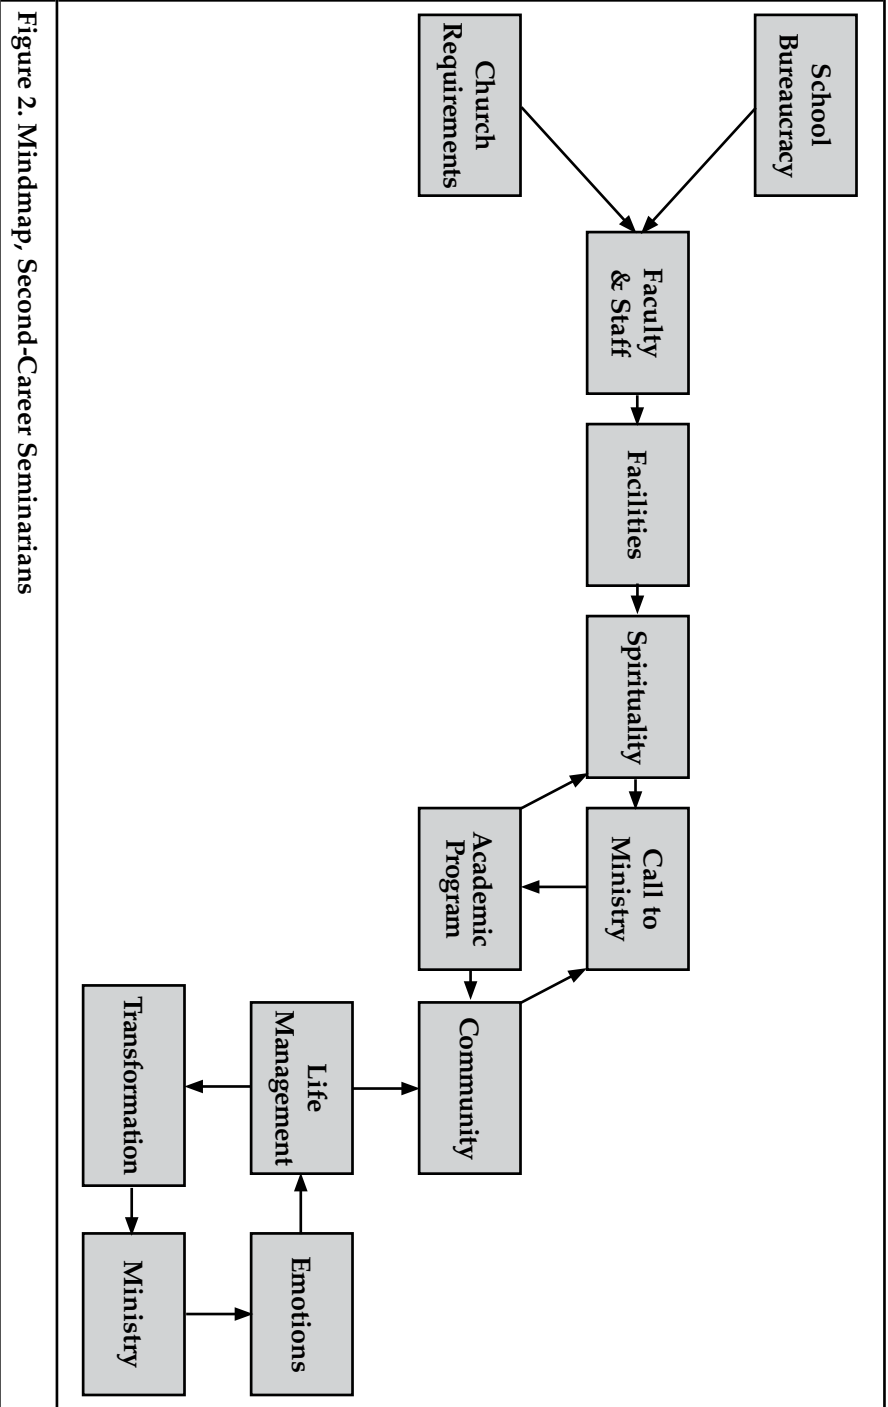 School
Bureaucracy
Church
Requirements
Faculty
& Staff
Facilities
Spirituality
Call to
Ministry
Academic
Program
Community
Life
Management
Transformation
Emotions
Ministry
Figure 2. Mindmap, Second-Career Seminarians